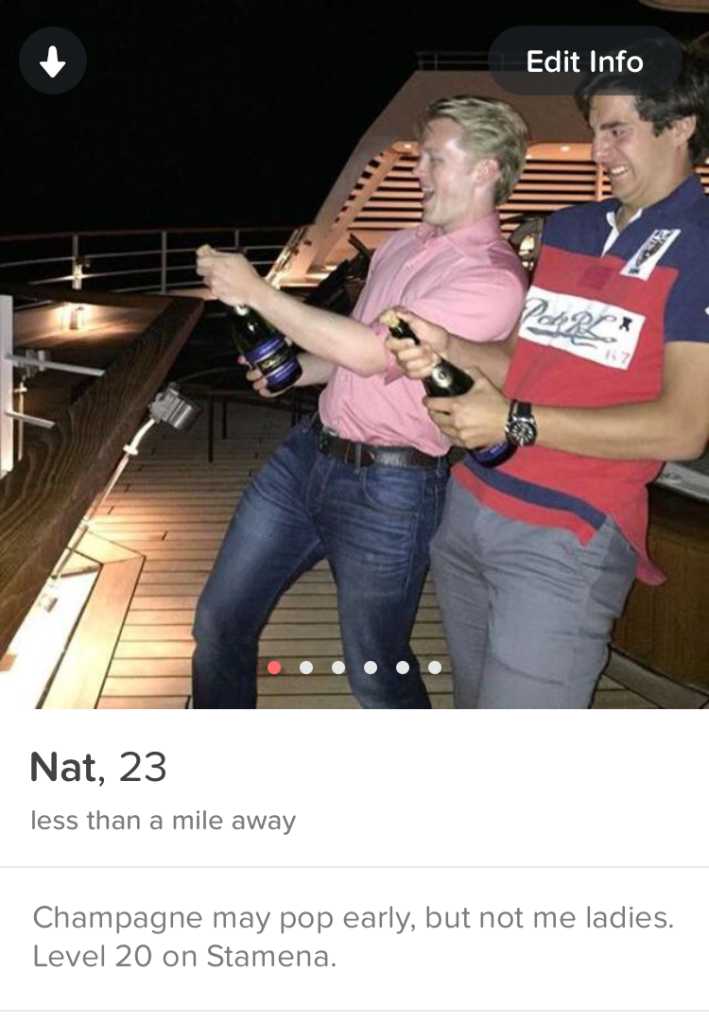 Edit Info
Nat, 23
less than a mile away
Champagne may pop early, but not me ladies.
Level 20 on Stamena.